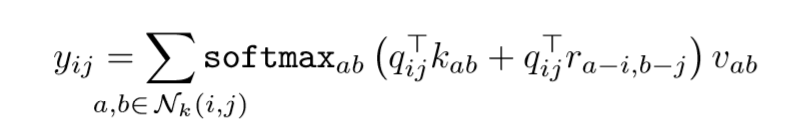 y_{ij} = \sum_{a,b \in \mathcal{N}_k(i,j)} \texttt{softmax}_{ab} \left( q_{ij}^\top k_{ab} + q_{ij}^\top r_{a-i,b-j} \right) v_{ab}